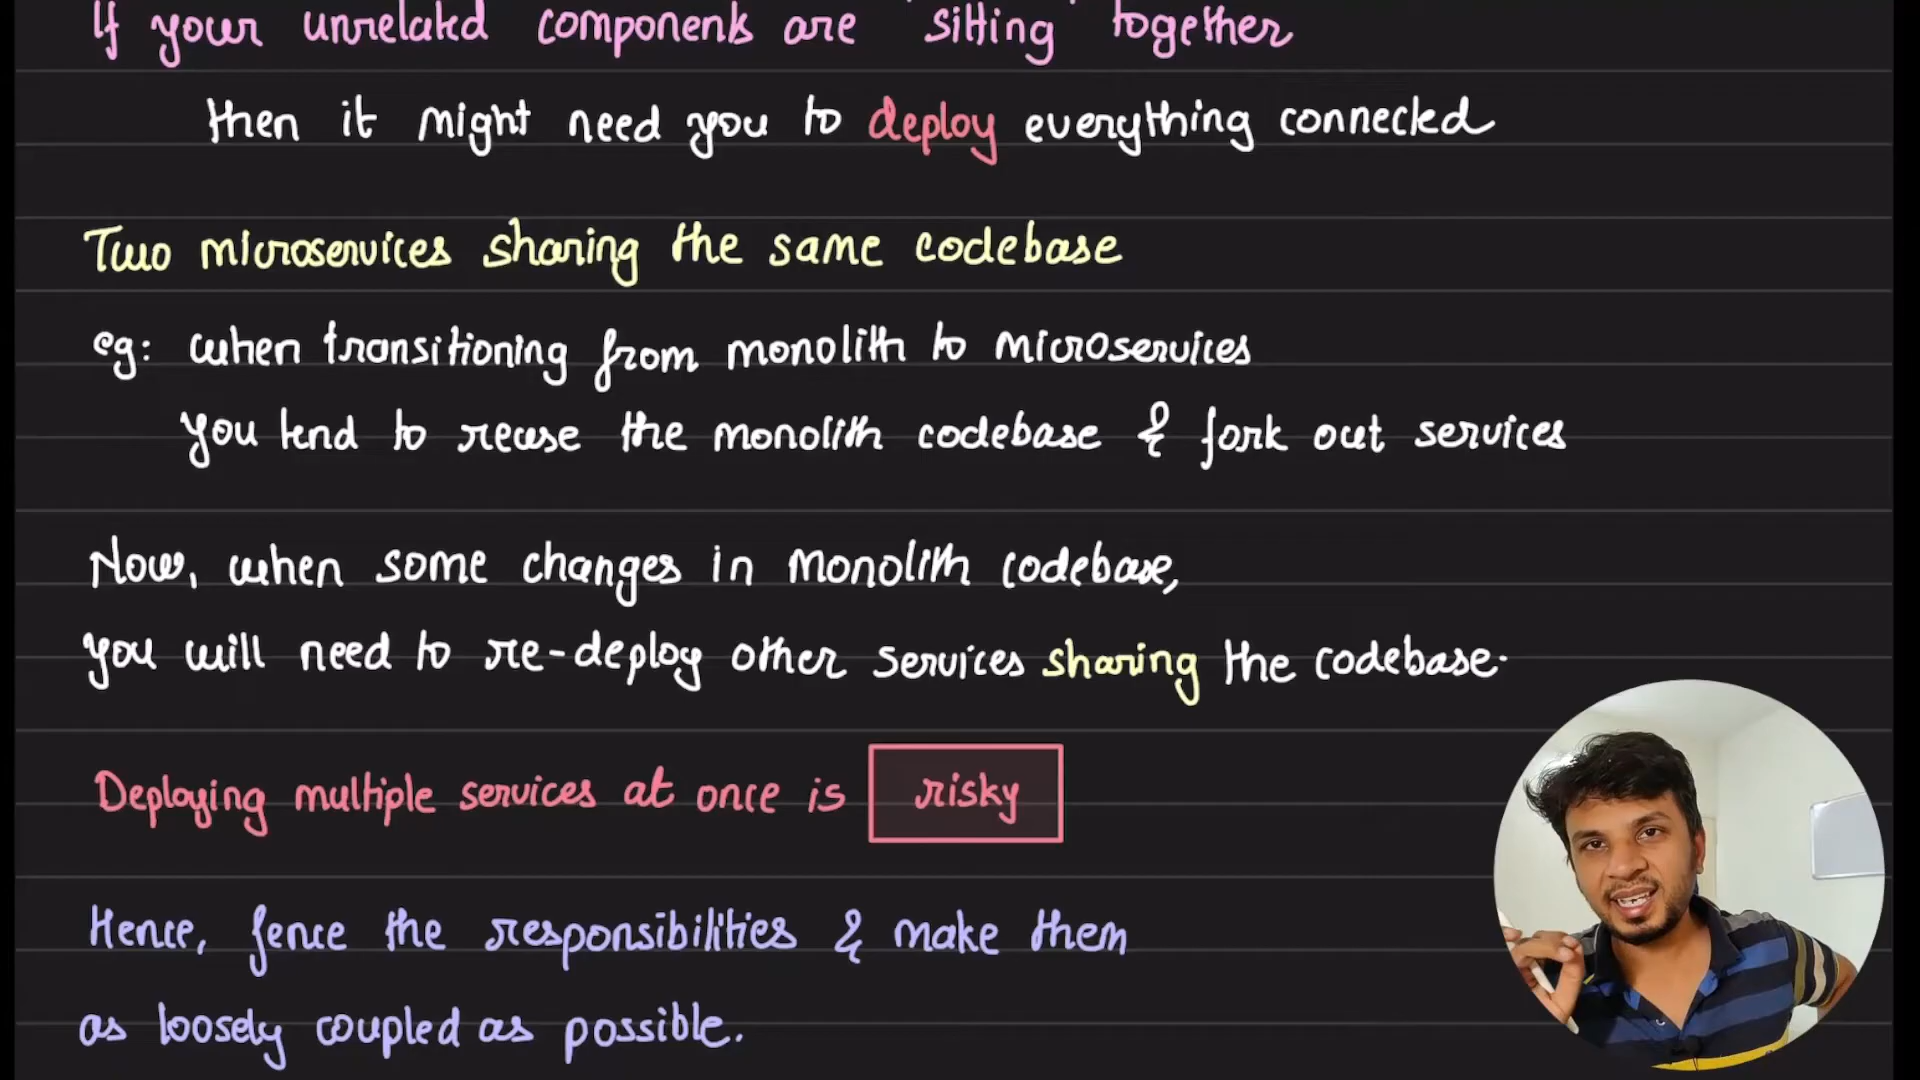 If your unrelated components are 'sitting' together
then it might need you to deploy everything connected
Two microservices sharing the same codebase
eg: when transitioning from monolith to microservices
you tend to reuse the monolith codebase & fork out services
Now, when some changes in monolith codebase,
you will need to re-deploy other services sharing the codebase.
Deploying multiple services at once is risky
Hence, fence the responsibilities & make them
as loosely coupled as possible.